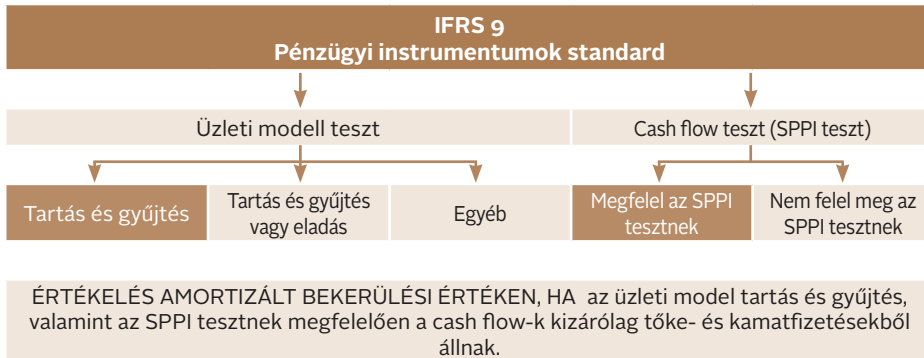 IFRS 9
Pénzügyi instrumentumok standard
Üzleti modell teszt
Cash flow teszt (SPPI teszt)
Tartás és gyűjtés
Tartás és gyűjtés
vagy eladás
Egyéb
Megfelel az SPPI
tesztnek
Nem felel meg az
SPPI tesztnek
ÉRTÉKELÉS AMORTIZÁLT BEKERÜLÉSI ÉRTÉKEN, HA az üzleti model tartás és gyűjtés,
valamint az SPPI tesztnek megfelelően a cash flow-k kizárólag tőke- és kamatfizetésekből
állnak.